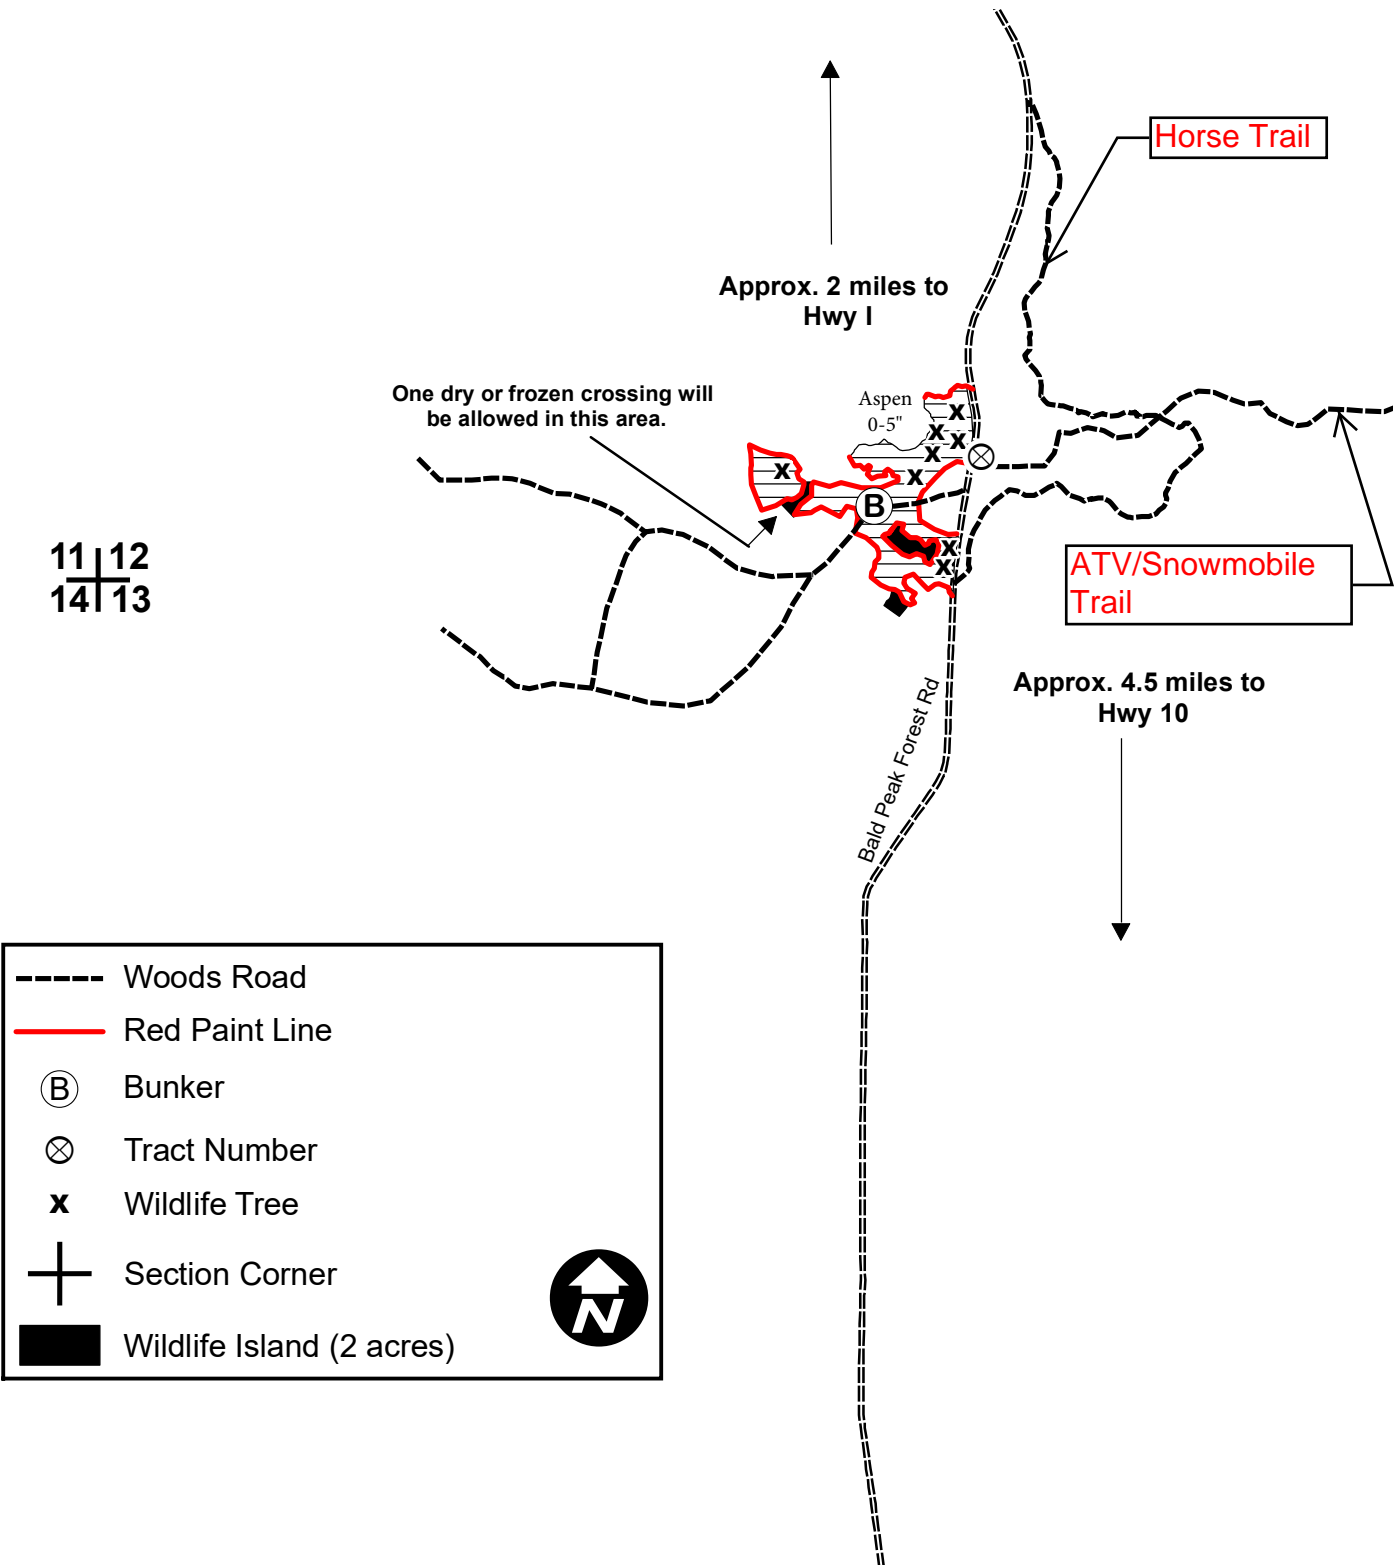 Horse Trail
Approx. 2 miles to
Hwy I
One dry or frozen crossing will
be allowed in this area.
Aspen
0-5"
x
x
x
x
x
x
B
x
x
11 12
14 13
ATV/Snowmobile
Trail
Approx. 4.5 miles to
Hwy 10
Bald Peak Forest Rd
Woods Road
Red Paint Line
B Bunker
Tract Number
x Wildlife Tree
Section Corner
Wildlife Island (2 acres)
N